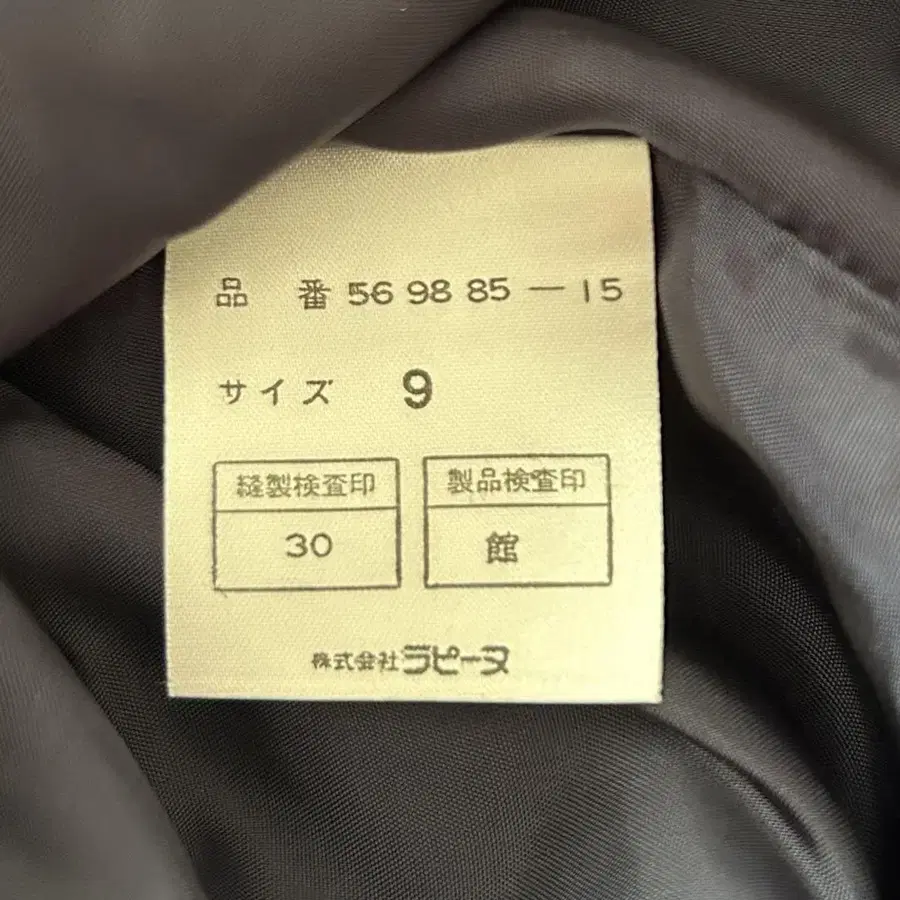 品 番 56 98 85 — 15
サイズ 9
縫製検査印 製品検査印
30 館
株式会社 ラピーヌ